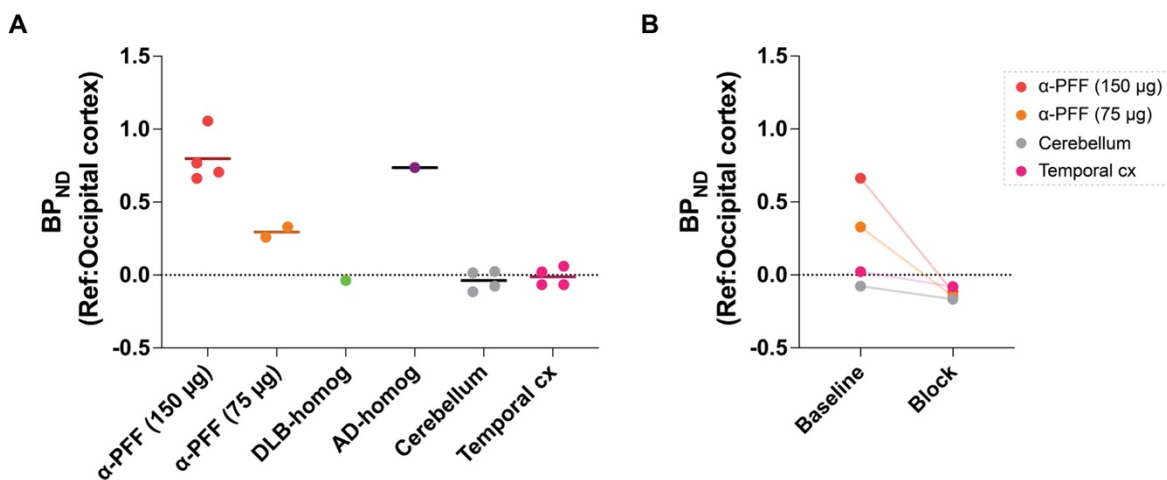 A
1.5
1.0
0.5
0.0
-0.5
BP_ND
(Ref:Occipital cortex)
α-PFF (150 μg)
α-PFF (75 μg)
DLB-homog
AD-homog
Cerebellum
Temporal cx
B
1.5
1.0
0.5
0.0
-0.5
BP_ND
(Ref:Occipital cortex)
Baseline
Block
α-PFF (150 μg)
α-PFF (75 μg)
Cerebellum
Temporal cx